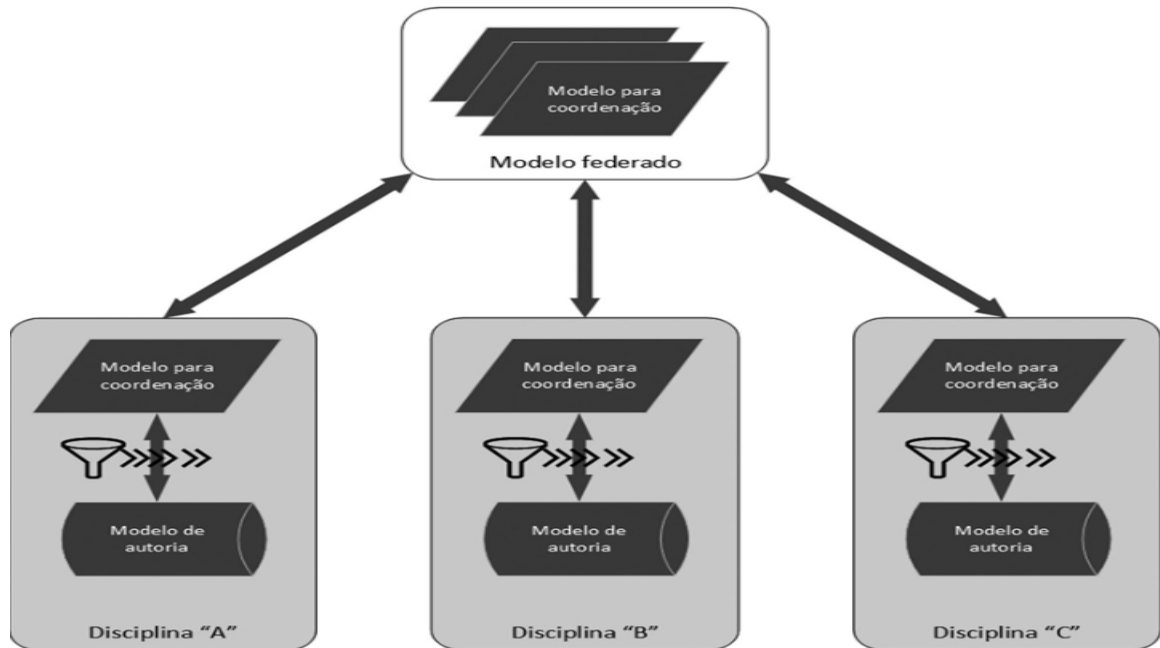 Modelo para
coordenação
Modelo federado
Modelo para
coordenação
Modelo de
autoria
Disciplina “A”
Modelo para
coordenação
Modelo de
autoria
Disciplina “B”
Modelo para
coordenação
Modelo de
autoria
Disciplina “C”